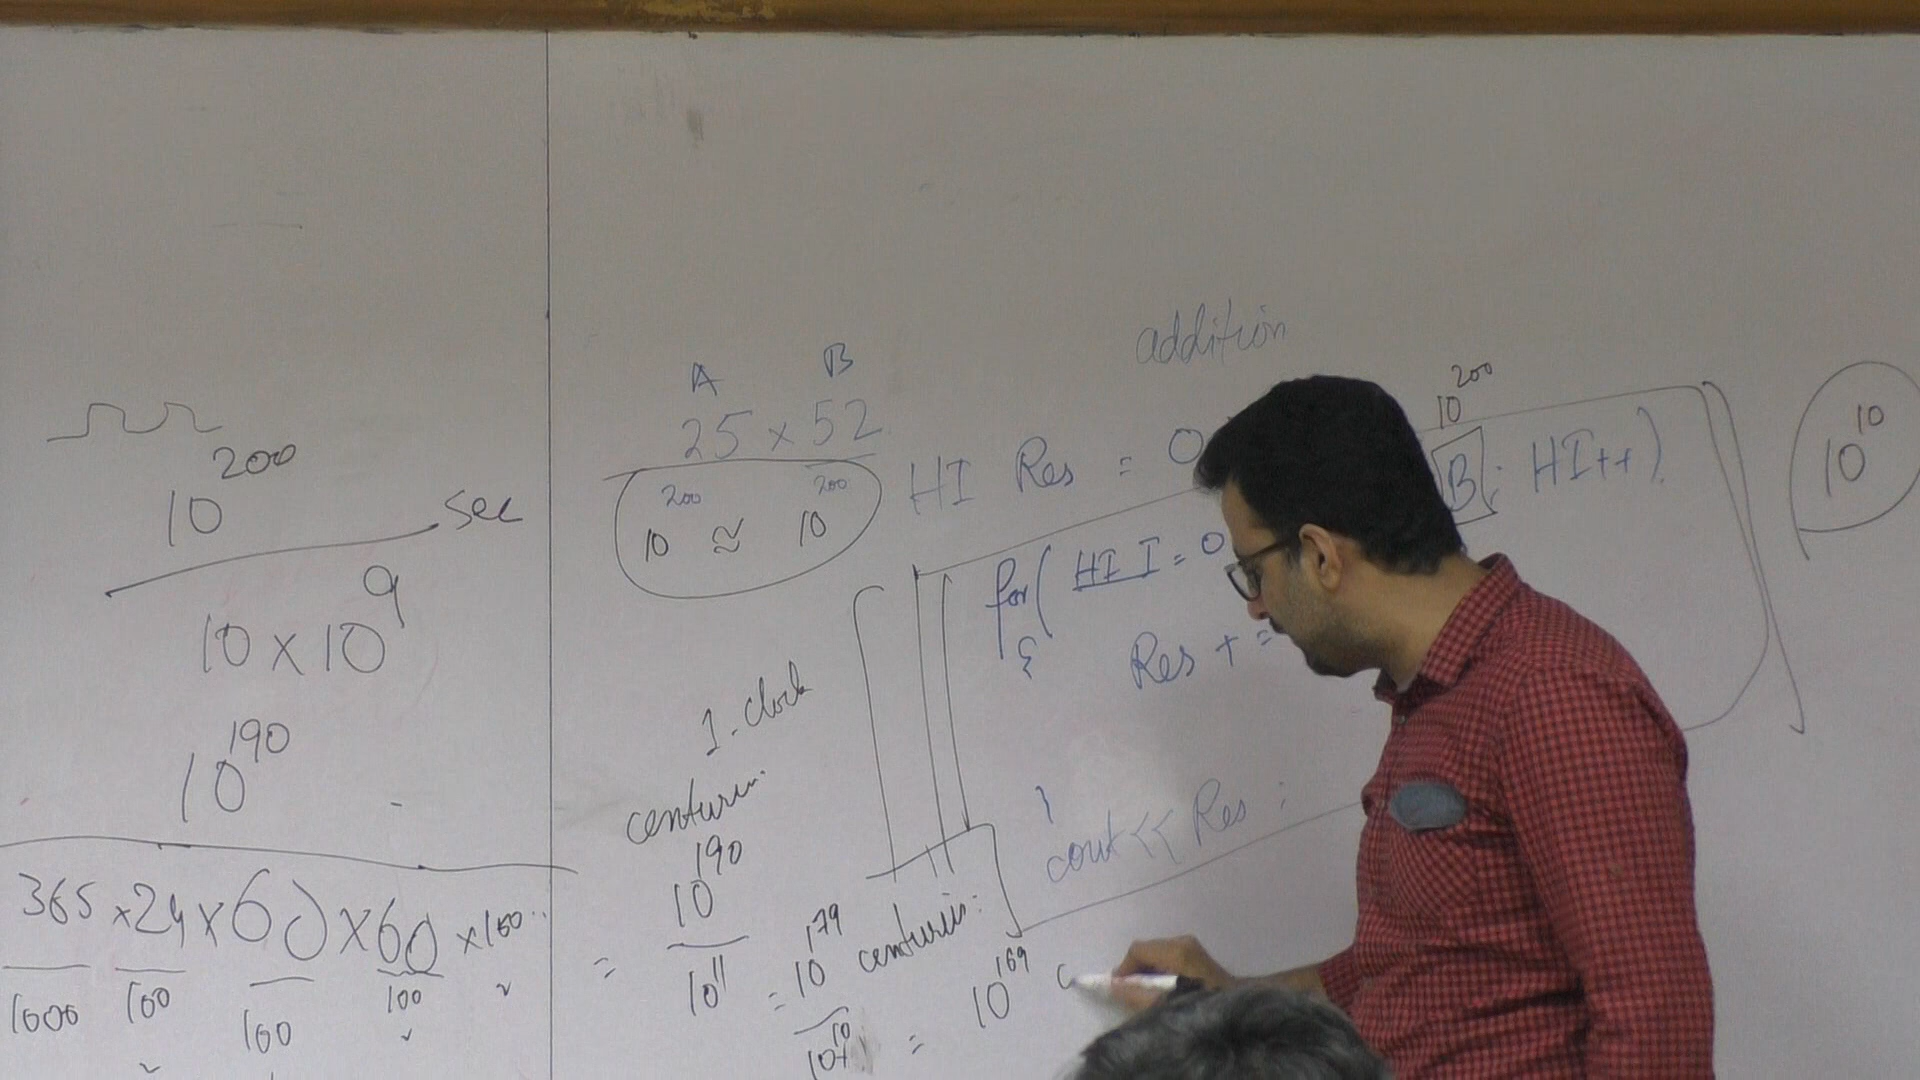 10^200 sec
10 x 10^9
10^190
365 x 24 x 60 x 60 x 100
1000 100 100 100
A B
25 x 52
10^200 ≅ 10^200
1-clock
10^190
10^11
= 10^179
10^10
= 10^169
addition
10^200
HI Res = 0
for( HI I = 0 B ; HI++)
{
Res + =
}
cout << Res ;
10^10